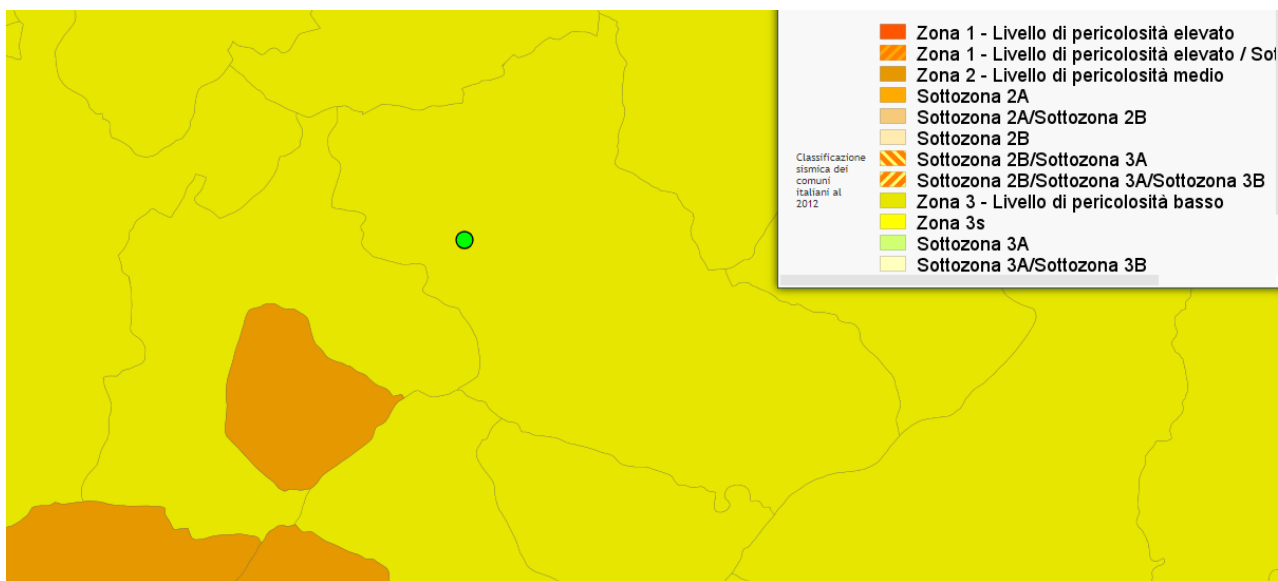 Classificazione
sismica dei
comuni
italiani al
2012
Zona 1 - Livello di pericolosità elevato
Zona 1 - Livello di pericolosità elevato / Sot
Zona 2 - Livello di pericolosità medio
Sottozona 2A
Sottozona 2A/Sottozona 2B
Sottozona 2B
Sottozona 2B/Sottozona 3A
Sottozona 2B/Sottozona 3A/Sottozona 3B
Zona 3 - Livello di pericolosità basso
Zona 3s
Sottozona 3A
Sottozona 3A/Sottozona 3B